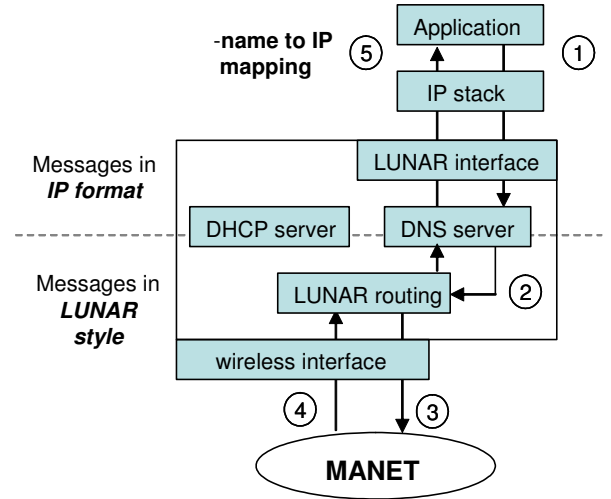 Application
-name to IP
mapping
5
1
IP stack
Messages in
IP format
LUNAR interface
DHCP server
DNS server
Messages in
LUNAR
style
LUNAR routing
2
wireless interface
4
3
MANET